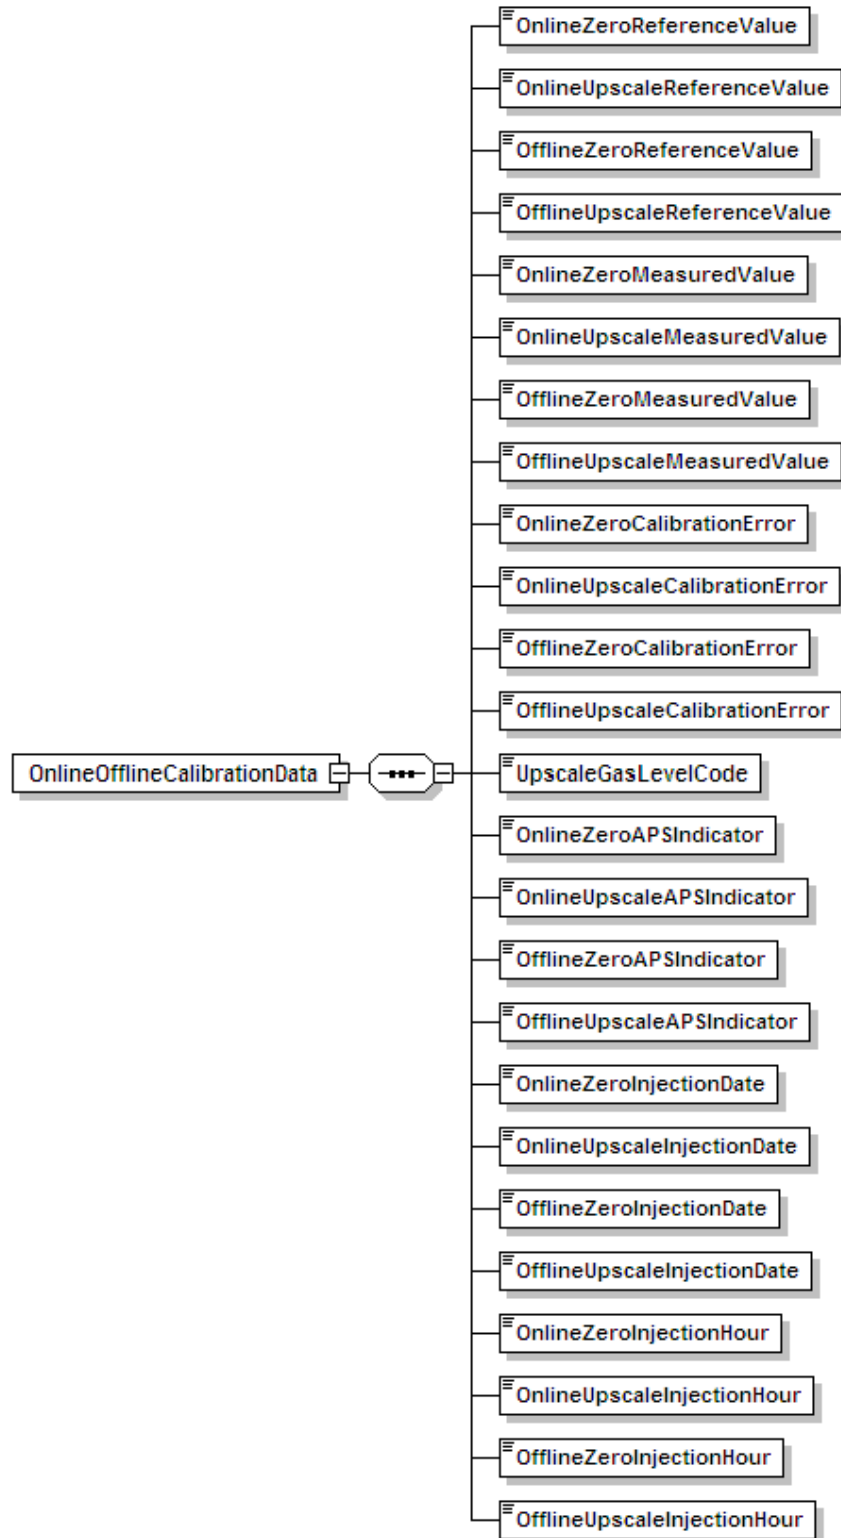 OnlineZeroReferenceValue
OnlineUpscaleReferenceValue
OfflineZeroReferenceValue
OfflineUpscaleReferenceValue
OnlineZeroMeasuredValue
OnlineUpscaleMeasuredValue
OfflineZeroMeasuredValue
OfflineUpscaleMeasuredValue
OnlineZeroCalibrationError
OnlineUpscaleCalibrationError
OfflineZeroCalibrationError
OfflineUpscaleCalibrationError
OnlineOfflineCalibrationData
UpscaleGasLevelCode
OnlineZeroAPSIndicator
OnlineUpscaleAPSIndicator
OfflineZeroAPSIndicator
OfflineUpscaleAPSIndicator
OnlineZeroInjectionDate
OnlineUpscaleInjectionDate
OfflineZeroInjectionDate
OfflineUpscaleInjectionDate
OnlineZeroInjectionHour
OnlineUpscaleInjectionHour
OfflineZeroInjectionHour
OfflineUpscaleInjectionHour